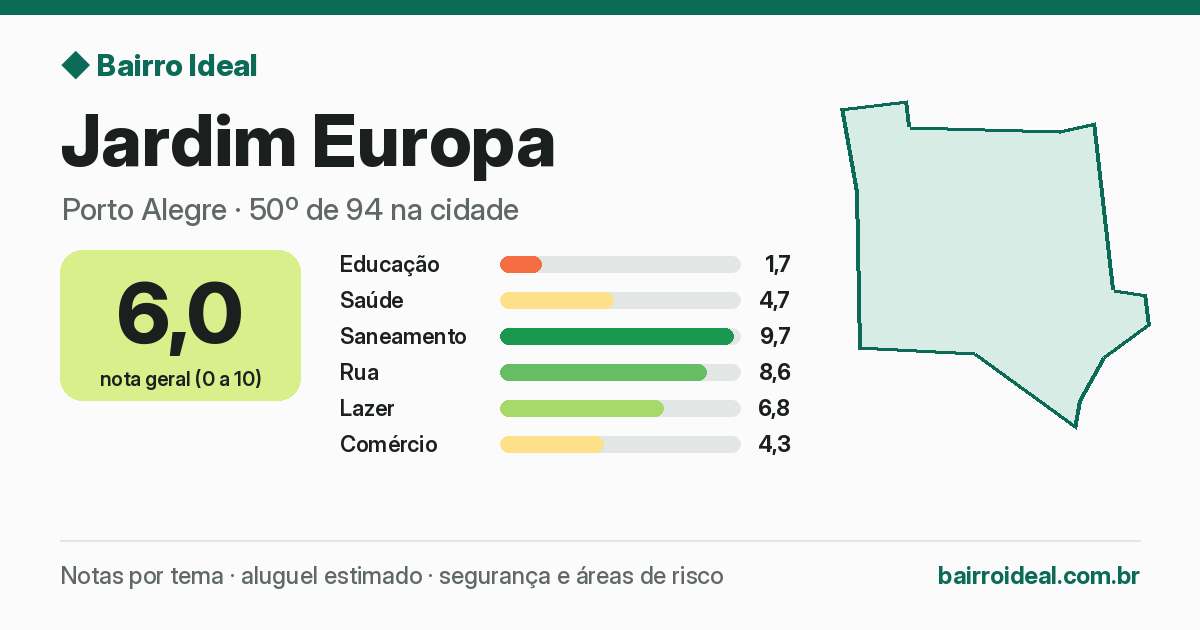 Bairro Ideal
Jardim Europa
Porto Alegre · 50º de 94 na cidade
6,0
nota geral (0 a 10)
Educação 1,7
Saúde 4,7
Saneamento 9,7
Rua 8,6
Lazer 6,8
Comércio 4,3
Notas por tema · aluguel estimado · segurança e áreas de risco
bairroideal.com.br